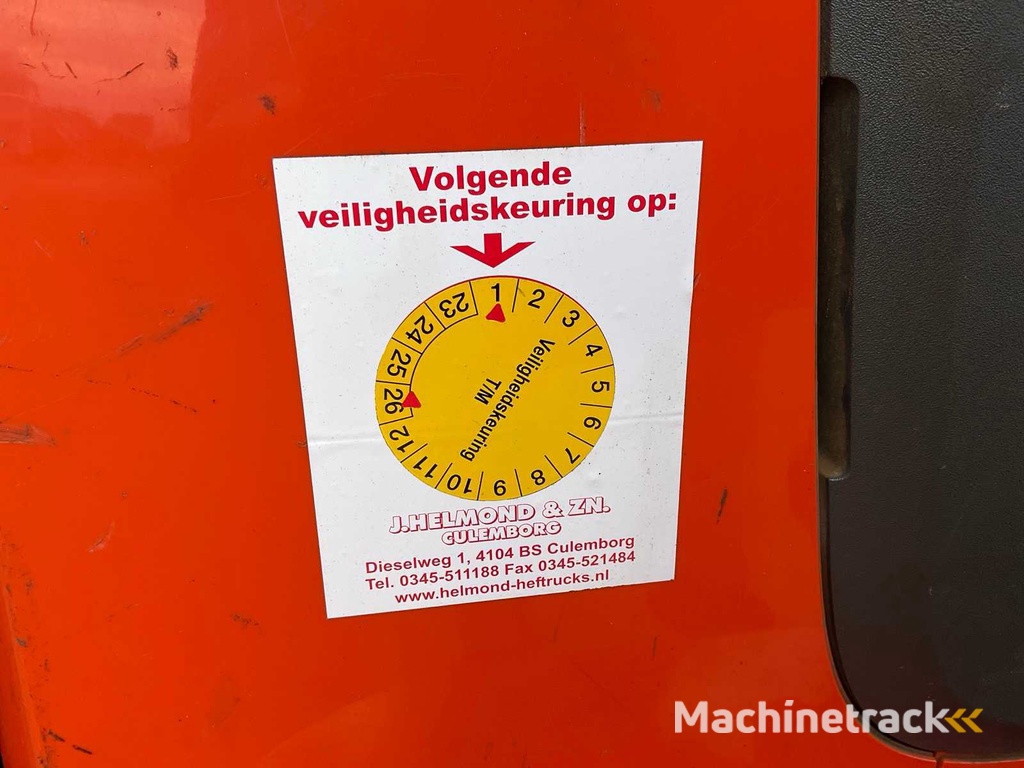 Volgende
veiligheidskeuring op:
1 2 3 4 5 6 7 8 9 10 11 12 26 25 24 23
Veiligheidskeuring
T/M
J.HELMOND & ZN.
CULEMBORG
Dieselweg 1, 4104 BS Culemborg
Tel. 0345-511188 Fax 0345-521484
www.helmond-heftrucks.nl
Machinetrack